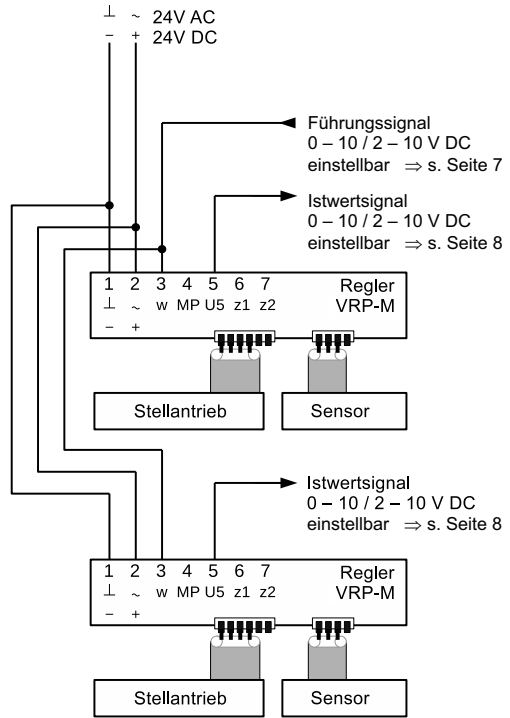 ⊥ ~ 24V AC
– + 24V DC
Führungssignal
0 – 10 / 2 – 10 V DC
einstellbar ⇒ s. Seite 7
Istwertsignal
0 – 10 / 2 – 10 V DC
einstellbar ⇒ s. Seite 8
1 2 3 4 5 6 7 Regler
⊥ ~ w MP U5 z1 z2 VRP-M
– +
Stellantrieb Sensor
Istwertsignal
0 – 10 / 2 – 10 V DC
einstellbar ⇒ s. Seite 8
1 2 3 4 5 6 7 Regler
⊥ ~ w MP U5 z1 z2 VRP-M
– +
Stellantrieb Sensor